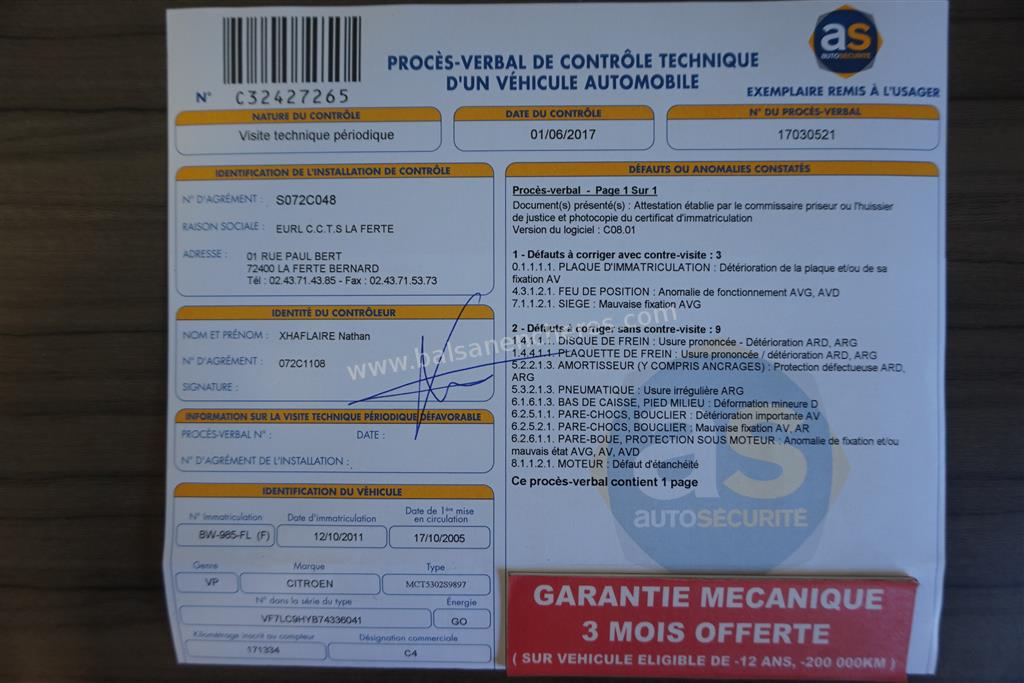 N° C32427265
PROCÈS-VERBAL DE CONTRÔLE TECHNIQUE
D'UN VÉHICULE AUTOMOBILE
as
AUTOSÉCURITÉ
EXEMPLAIRE REMIS À L'USAGER
NATURE DU CONTRÔLE
Visite technique périodique
DATE DU CONTRÔLE
01/06/2017
N° DU PROCÈS-VERBAL
17030521
IDENTIFICATION DE L'INSTALLATION DE CONTRÔLE
N° D'AGRÉMENT : S072C048
RAISON SOCIALE : EURL C.C.T.S LA FERTE
ADRESSE : 01 RUE PAUL BERT
72400 LA FERTE BERNARD
Tél : 02.43.71.43.85 - Fax : 02.43.71.53.73
IDENTITÉ DU CONTRÔLEUR
NOM ET PRÉNOM : XHAFLAIRE Nathan
N° D'AGRÉMENT : 072C1108
SIGNATURE :
INFORMATION SUR LA VISITE TECHNIQUE PÉRIODIQUE DÉFAVORABLE
PROCÈS-VERBAL N° : DATE :
N° D'AGRÉMENT DE L'INSTALLATION :
IDENTIFICATION DU VÉHICULE
N° Immatriculation Date d'immatriculation Date de 1ère mise
en circulation
BW-985-FL (F) 12/10/2011 17/10/2005
Genre Marque Type
VP CITROEN MCT5302S9897
N° dans la série du type Énergie
VF7LC9HYB74336041 GO
Kilométrage inscrit au compteur Désignation commerciale
171334 C4
DÉFAUTS OU ANOMALIES CONSTATÉS
Procès-verbal - Page 1 Sur 1
Document(s) présenté(s) : Attestation établie par le commissaire priseur ou l'huissier
de justice et photocopie du certificat d'immatriculation
Version du logiciel : C08.01
1 - Défauts à corriger avec contre-visite : 3
0.1.1.1.1. PLAQUE D'IMMATRICULATION : Détérioration de la plaque et/ou de sa
fixation AV
4.3.1.2.1. FEU DE POSITION : Anomalie de fonctionnement AVG, AVD
7.1.1.2.1. SIEGE : Mauvaise fixation AVG
2 - Défauts à corriger sans contre-visite : 9
1.4.1.1.1. DISQUE DE FREIN : Usure prononcée - Détérioration ARD, ARG
1.4.4.1.1. PLAQUETTE DE FREIN : Usure prononcée / détérioration ARD, ARG
5.2.2.1.3. AMORTISSEUR (Y COMPRIS ANCRAGES) : Protection défectueuse ARD,
ARG
5.3.2.1.3. PNEUMATIQUE : Usure irrégulière ARG
6.1.6.1.3. BAS DE CAISSE, PIED MILIEU : Déformation mineure D
6.2.5.1.1. PARE-CHOCS, BOUCLIER : Détérioration importante AV
6.2.5.2.1. PARE-CHOCS, BOUCLIER : Mauvaise fixation AV, AR
6.2.6.1.1. PARE-BOUE, PROTECTION SOUS MOTEUR : Anomalie de fixation et/ou
mauvais état AVG, AV, AVD
8.1.1.2.1. MOTEUR : Défaut d'étanchéité
Ce procès-verbal contient 1 page
as
AUTOSÉCURITÉ
www.balsanencheres.com
GARANTIE MECANIQUE
3 MOIS OFFERTE
( SUR VEHICULE ELIGIBLE DE -12 ANS, -200 000KM )